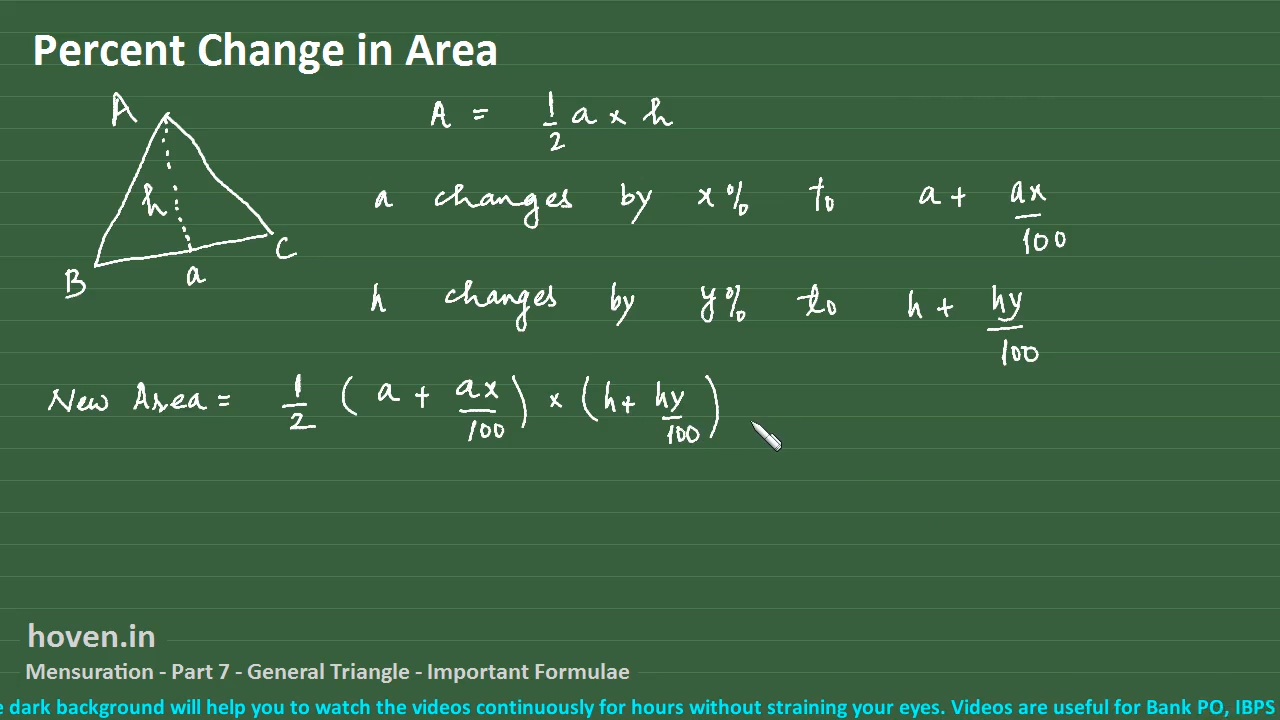 Percent Change in Area
A
A = 1/2 a × h
h
a changes by x% to a + ax/100
B
a
C
h changes by y% to h + hy/100
New Area = 1/2 ( a + ax/100 ) × ( h + hy/100 )
hoven.in
Mensuration - Part 7 - General Triangle - Important Formulae
dark background will help you to watch the videos continuously for hours without straining your eyes. Videos are useful for Bank PO, IBPS